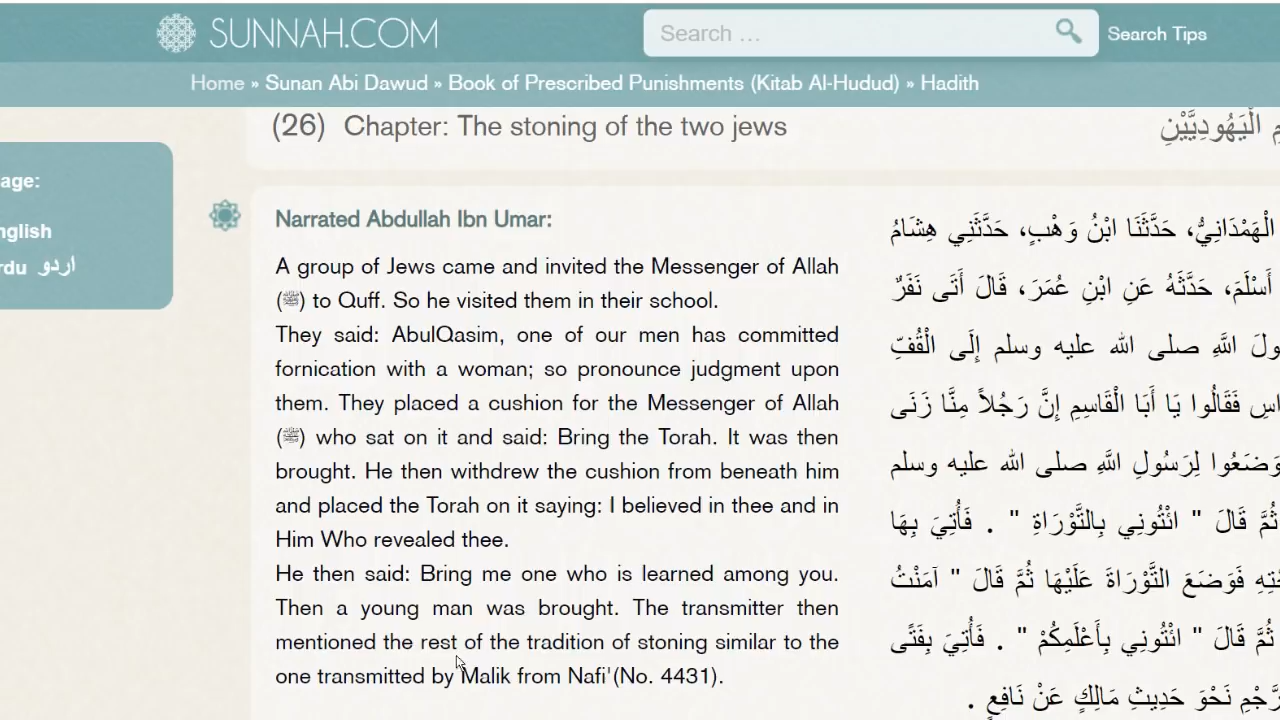 SUNNAH.COM
Search ...
Search Tips
Home » Sunan Abi Dawud » Book of Prescribed Punishments (Kitab Al-Hudud) » Hadith
(26) Chapter: The stoning of the two jews
الْيَهُودِيَّيْنِ
age:
nglish
rdu اردو
Narrated Abdullah Ibn Umar:
A group of Jews came and invited the Messenger of Allah
(ﷺ) to Quff. So he visited them in their school.
They said: AbulQasim, one of our men has committed
fornication with a woman; so pronounce judgment upon
them. They placed a cushion for the Messenger of Allah
(ﷺ) who sat on it and said: Bring the Torah. It was then
brought. He then withdrew the cushion from beneath him
and placed the Torah on it saying: I believed in thee and in
Him Who revealed thee.
He then said: Bring me one who is learned among you.
Then a young man was brought. The transmitter then
mentioned the rest of the tradition of stoning similar to the
one transmitted by Malik from Nafi'(No. 4431).
الْهَمْدَانِيُّ، حَدَّثَنَا ابْنُ وَهْبٍ، حَدَّثَنِي هِشَامُ
أَسْلَمَ، حَدَّثَهُ عَنِ ابْنِ عُمَرَ، قَالَ أَتَى نَفَرٌ
ولَ اللَّهِ صلى الله عليه وسلم إِلَى الْقُفِّ
اسِ فَقَالُوا يَا أَبَا الْقَاسِمِ إِنَّ رَجُلاً مِنَّا زَنَى
وَضَعُوا لِرَسُولِ اللَّهِ صلى الله عليه وسلم
ثُمَّ قَالَ " ائْتُونِي بِالتَّوْرَاةِ " . فَأُتِيَ بِهَا
تِهِ فَوَضَعَ التَّوْرَاةَ عَلَيْهَا ثُمَّ قَالَ " آمَنْتُ
ثُمَّ قَالَ " ائْتُونِي بِأَعْلَمِكُمْ " . فَأُتِيَ بِفَتًى
رَّجْمِ نَحْوَ حَدِيثِ مَالِكٍ عَنْ نَافِعٍ .